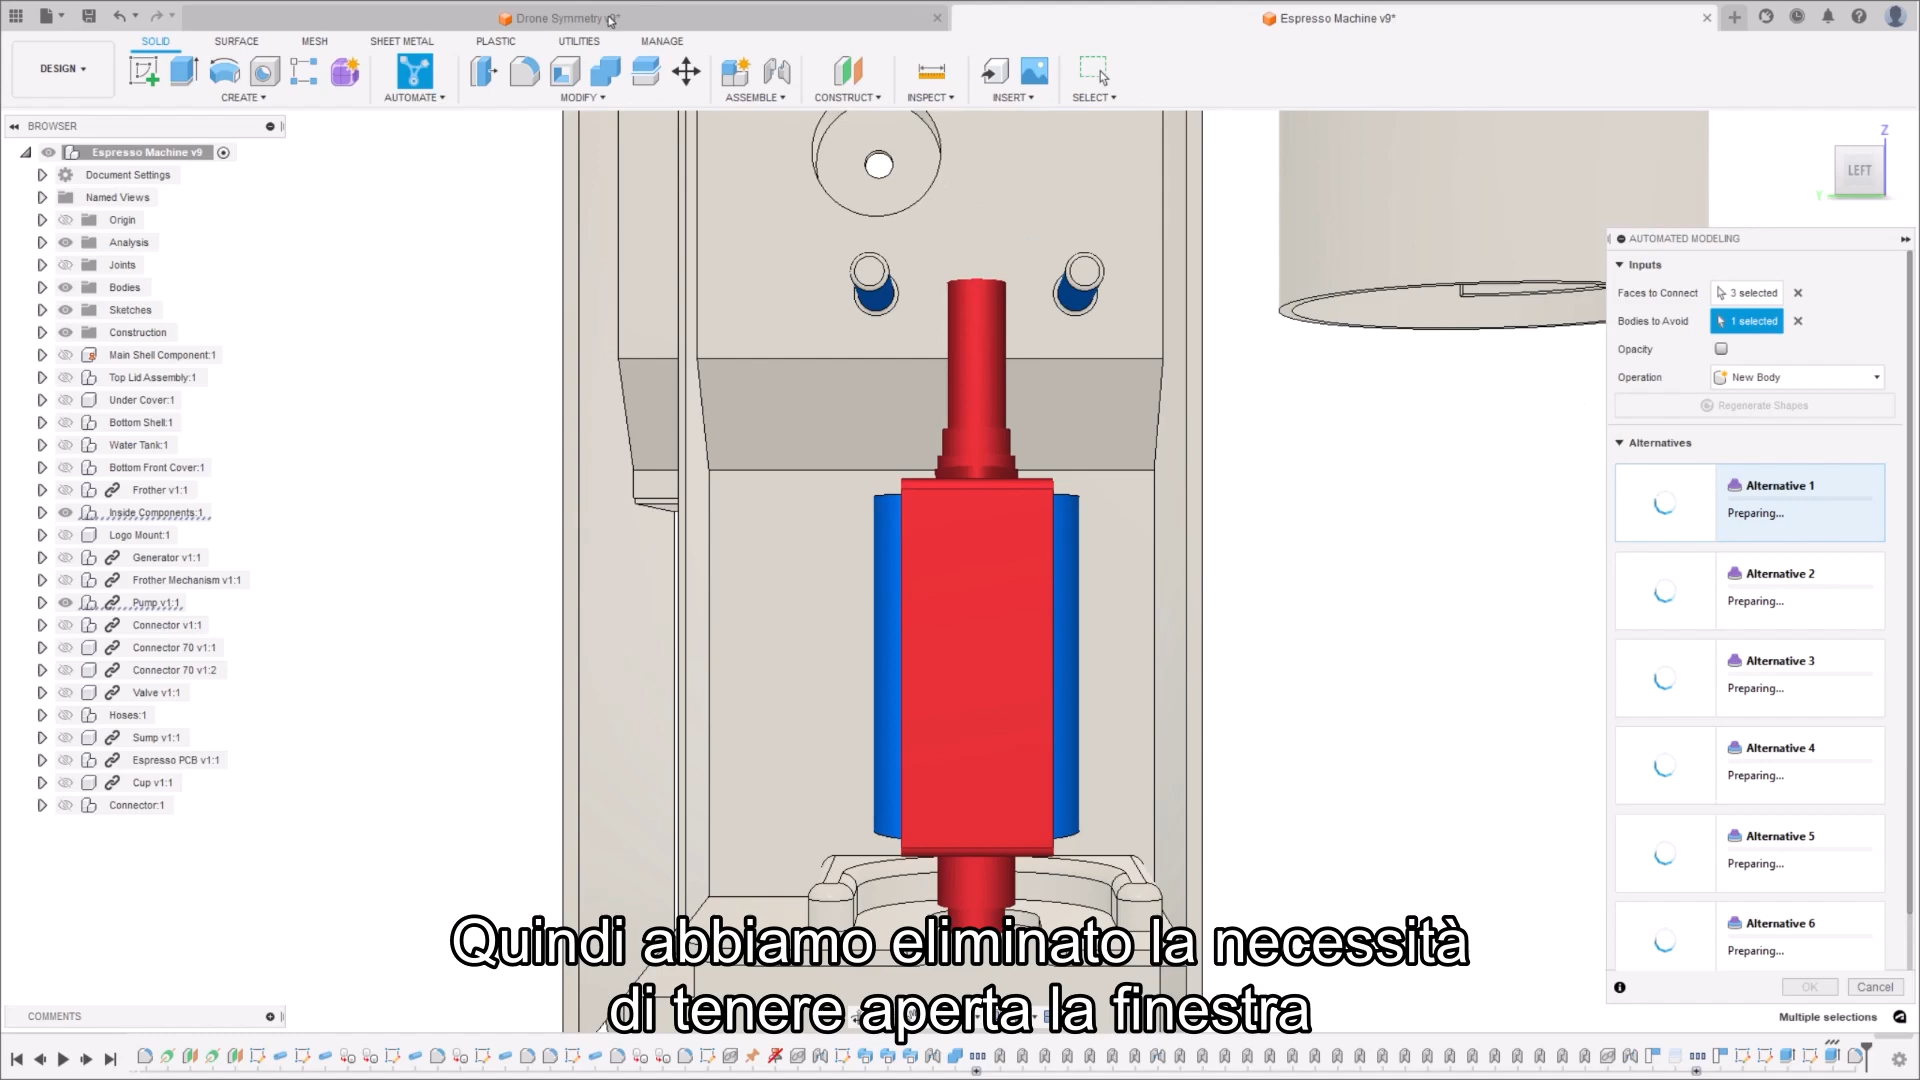 Drone Symmetry v9*
Espresso Machine v9*
DESIGN
SOLID
SURFACE
MESH
SHEET METAL
PLASTIC
UTILITIES
MANAGE
CREATE
AUTOMATE
MODIFY
ASSEMBLE
CONSTRUCT
INSPECT
INSERT
SELECT
BROWSER
Espresso Machine v9
Document Settings
Named Views
Origin
Analysis
Joints
Bodies
Sketches
Construction
Main Shell Component:1
Top Lid Assembly:1
Under Cover:1
Bottom Shell:1
Water Tank:1
Bottom Front Cover:1
Frother v1:1
Inside Components:1
Logo Mount:1
Generator v1:1
Frother Mechanism v1:1
Pump v1:1
Connector v1:1
Connector 70 v1:1
Connector 70 v1:2
Valve v1:1
Hoses:1
Sump v1:1
Espresso PCB v1:1
Cup v1:1
Connector:1
COMMENTS
Z
LEFT
Y
AUTOMATED MODELING
Inputs
Faces to Connect
3 selected
Bodies to Avoid
1 selected
Opacity
Operation
New Body
Regenerate Shapes
Alternatives
Alternative 1
Preparing...
Alternative 2
Preparing...
Alternative 3
Preparing...
Alternative 4
Preparing...
Alternative 5
Preparing...
Alternative 6
Preparing...
OK
Cancel
Multiple selections
Quindi abbiamo eliminato la necessità
di tenere aperta la finestra